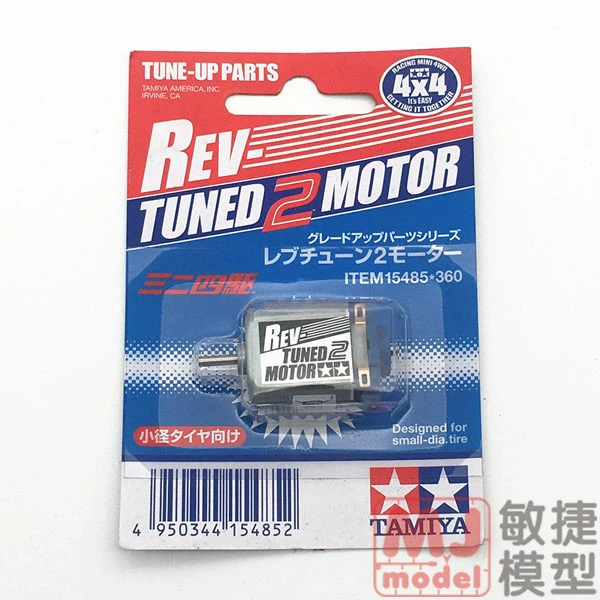 TUNE-UP PARTS
TAMIYA AMERICA, INC.
IRVINE, CA
RACING MINI 4WD
4x4
It's EASY
GETTING IT TOGETHER
REV-
TUNED 2 MOTOR
グレードアップパーツシリーズ
レブチューン2モーター
ITEM 15485*360
ミニ四駆
REV-
TUNED 2
MOTOR
小径タイヤ向け
Designed for
small-dia.tire
4 950344 154852
TAMIYA
MJ
model
敏捷
模型